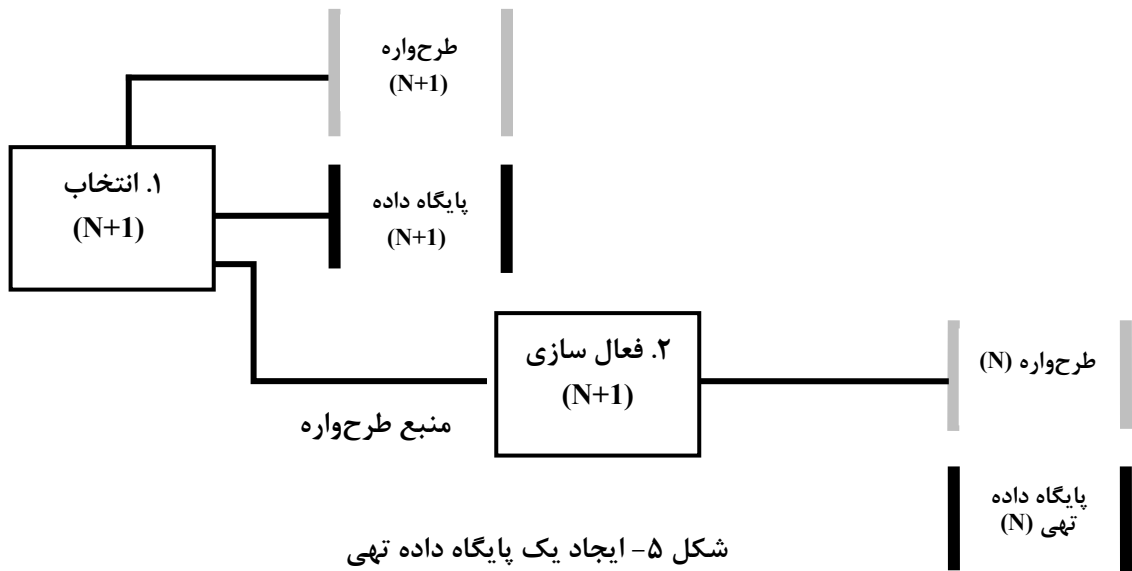 طرح‌واره
(N+1)
۱. انتخاب
(N+1)
پایگاه داده
(N+1)
۲. فعال سازی
(N+1)
منبع طرح‌واره
طرح‌واره (N)
پایگاه داده
تهی (N)
شکل ۵- ایجاد یک پایگاه داده تهی